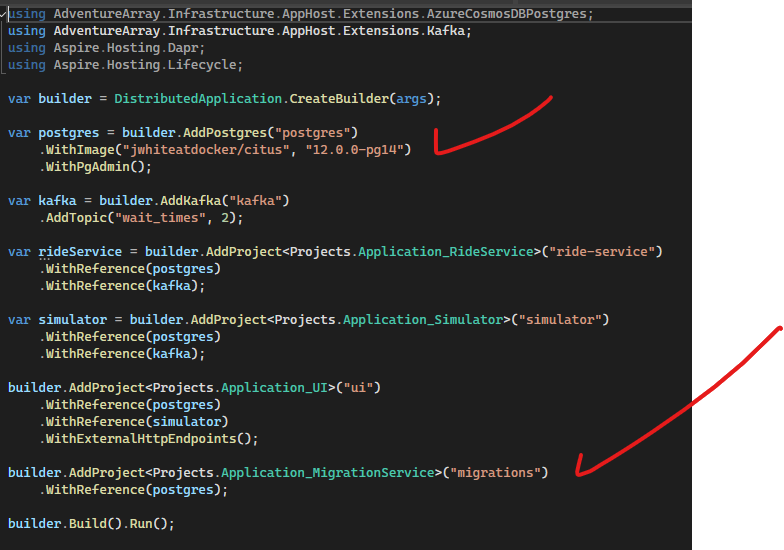 using AdventureArray.Infrastructure.AppHost.Extensions.AzureCosmosDBPostgres;
using AdventureArray.Infrastructure.AppHost.Extensions.Kafka;
using Aspire.Hosting.Dapr;
using Aspire.Hosting.Lifecycle;

var builder = DistributedApplication.CreateBuilder(args);

var postgres = builder.AddPostgres("postgres")
    .WithImage("jwhiteatdocker/citus", "12.0.0-pg14")
    .WithPgAdmin();

var kafka = builder.AddKafka("kafka")
    .AddTopic("wait_times", 2);

var rideService = builder.AddProject<Projects.Application_RideService>("ride-service")
    .WithReference(postgres)
    .WithReference(kafka);

var simulator = builder.AddProject<Projects.Application_Simulator>("simulator")
    .WithReference(postgres)
    .WithReference(kafka);

builder.AddProject<Projects.Application_UI>("ui")
    .WithReference(postgres)
    .WithReference(simulator)
    .WithExternalHttpEndpoints();

builder.AddProject<Projects.Application_MigrationService>("migrations")
    .WithReference(postgres);

builder.Build().Run();